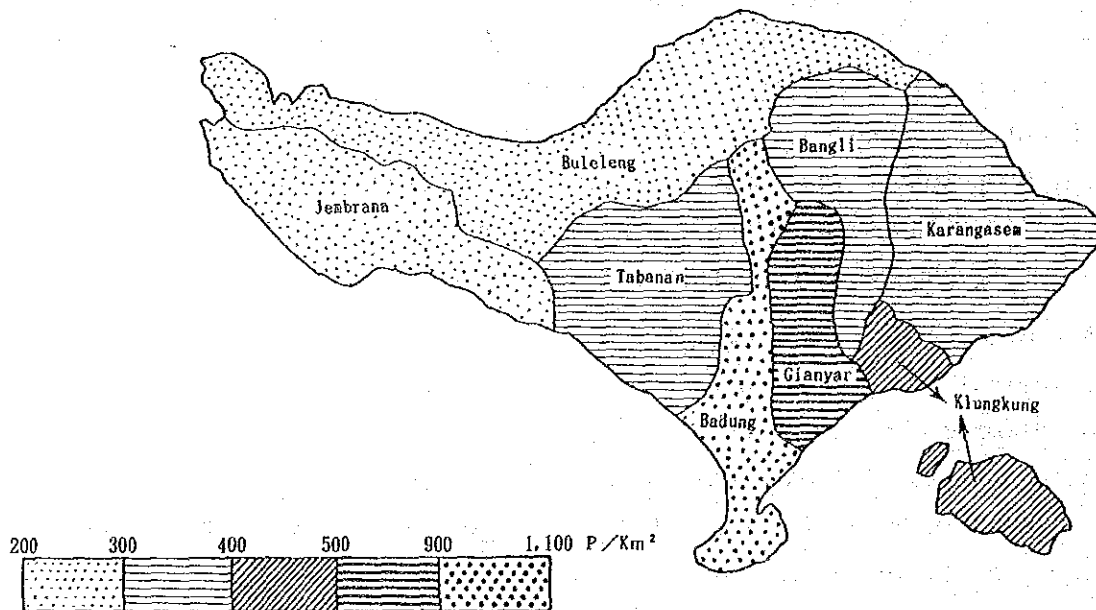 Buleleng
Bangli
Jembrana
Karangasem
Tabanan
Gianyar
Klungkung
Badung
200 300 400 500 900 1,100 P/Km²